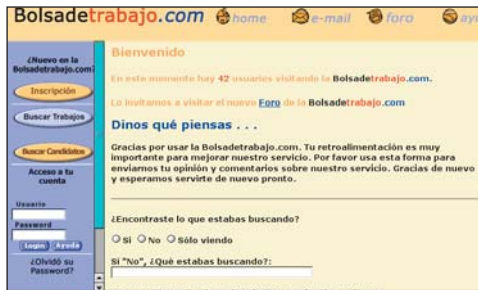 Bolsadetrabajo.com home e-mail foro
¿Nuevo en la
Bolsadetrabajo.com?
Inscripción
Buscar Trabajos
Buscar Candidatos
Acceso a tu
cuenta
Usuario
Password
Login Ayuda
¿Olvidó su
Password?
Bienvenido
En este momento hay 42 usuarios visitando la Bolsadetrabajo.com.
Lo invitamos a visitar el nuevo Foro de la Bolsadetrabajo.com
Dinos qué piensas . . .
Gracias por usar la Bolsadetrabajo.com. Tu retroalimentación es muy
importante para mejorar nuestro servicio. Por favor usa esta forma para
enviarnos tu opinión y comentarios sobre nuestro servicio. Gracias de nuevo
y esperamos servirte de nuevo pronto.
¿Encontraste lo que estabas buscando?
Si No Sólo viendo
Si "No", ¿Qué estabas buscando?: